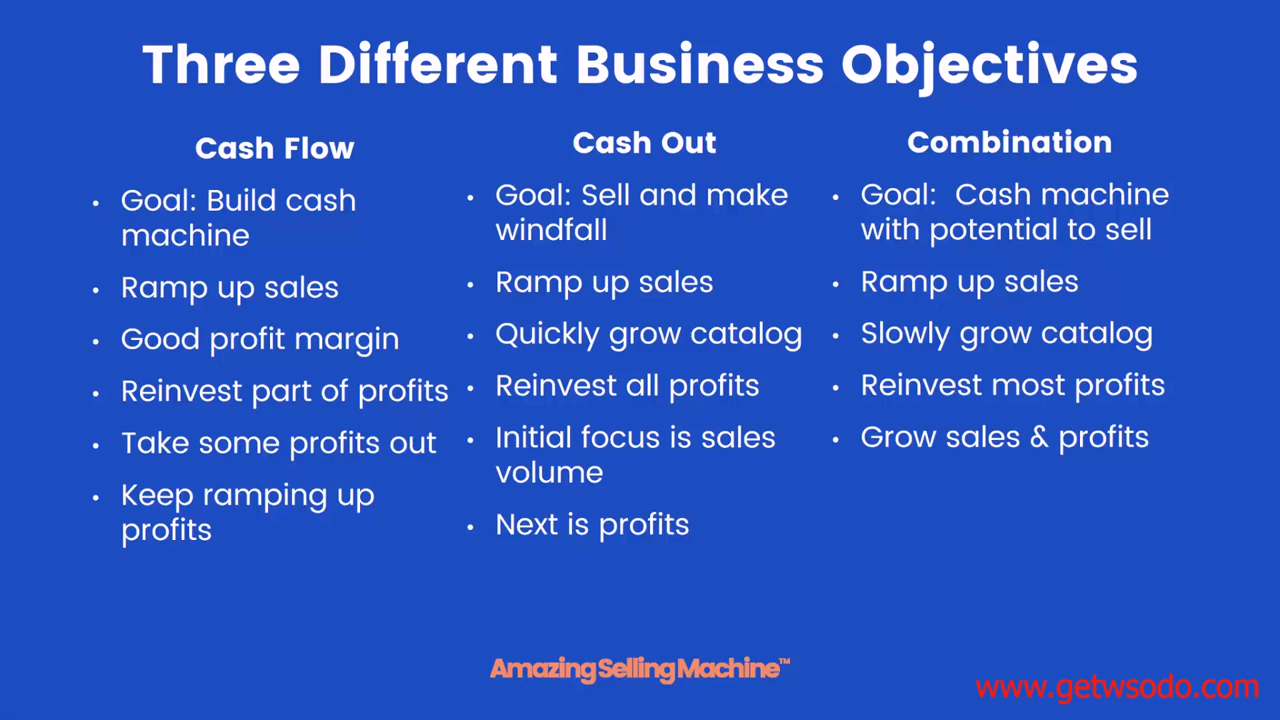 Three Different Business Objectives
Cash Flow
• Goal: Build cash
machine
• Ramp up sales
• Good profit margin
• Reinvest part of profits
• Take some profits out
• Keep ramping up
profits
Cash Out
• Goal: Sell and make
windfall
• Ramp up sales
• Quickly grow catalog
• Reinvest all profits
• Initial focus is sales
volume
• Next is profits
Combination
• Goal:  Cash machine
with potential to sell
• Ramp up sales
• Slowly grow catalog
• Reinvest most profits
• Grow sales & profits
Amazing Selling Machine™
www.getwsodo.com